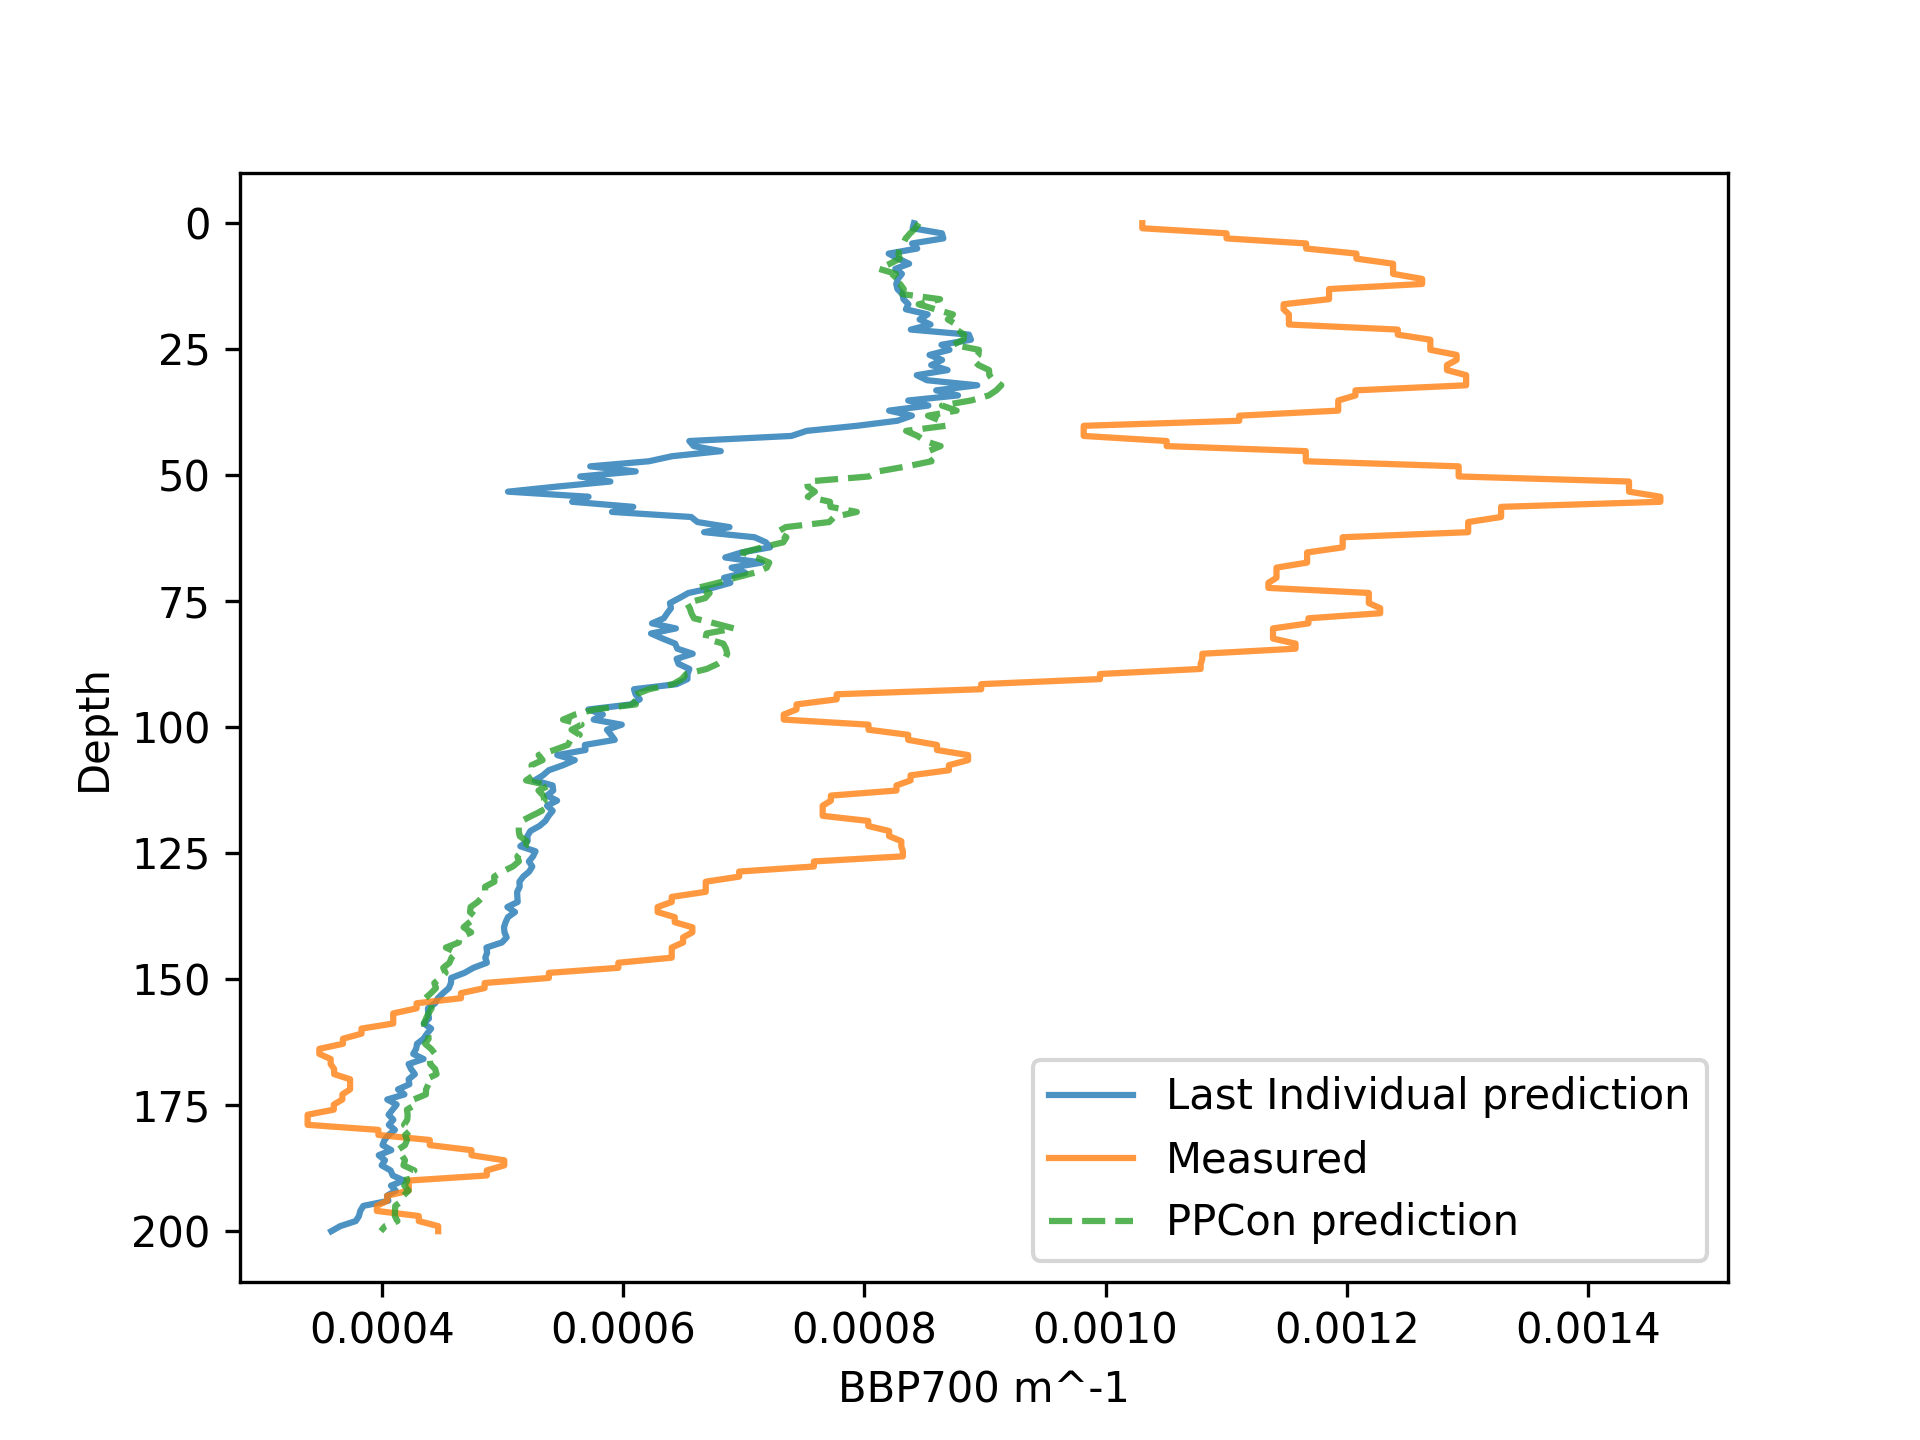 0
25
50
75
100
125
150
175
200
Depth
0.0004 0.0006 0.0008 0.0010 0.0012 0.0014
BBP700 m^-1
Last Individual prediction
Measured
PPCon prediction